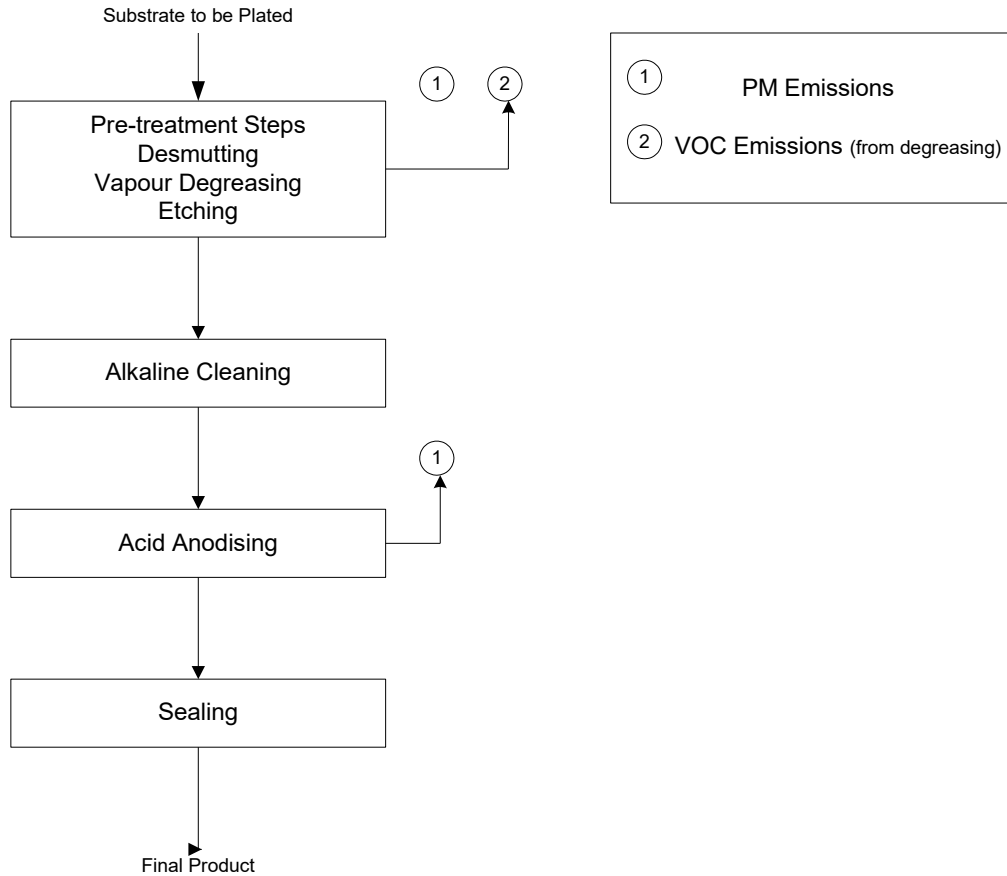 Substrate to be Plated
1
2
Pre-treatment Steps
Desmutting
Vapour Degreasing
Etching
1
PM Emissions
2
VOC Emissions (from degreasing)
Alkaline Cleaning
1
Acid Anodising
Sealing
Final Product